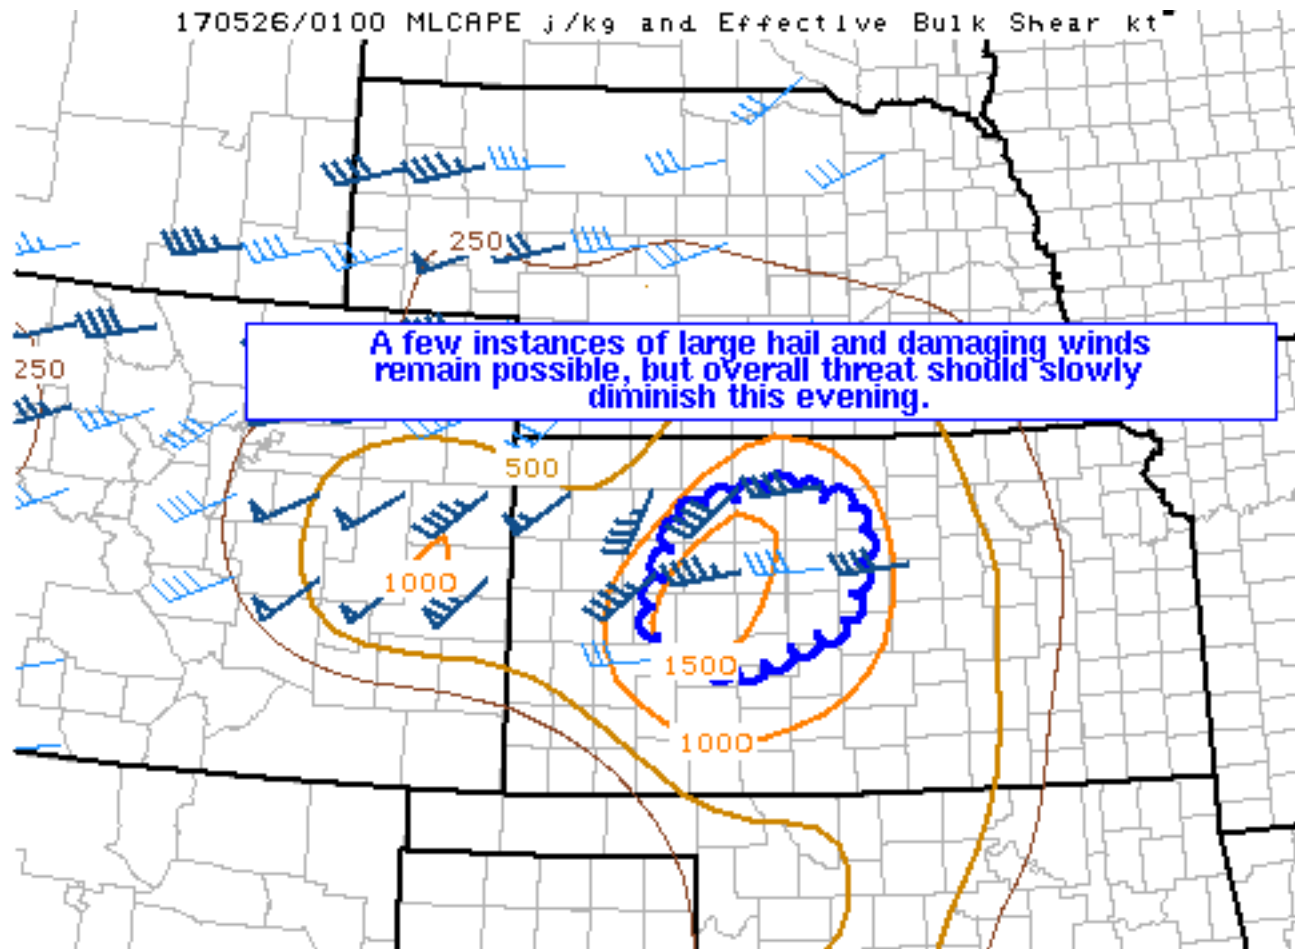 170526/0100 MLCAPE j/kg and Effective Bulk Shear kt
250
250
A few instances of large hail and damaging winds
remain possible, but overall threat should slowly
diminish this evening.
500
1000
1500
1000